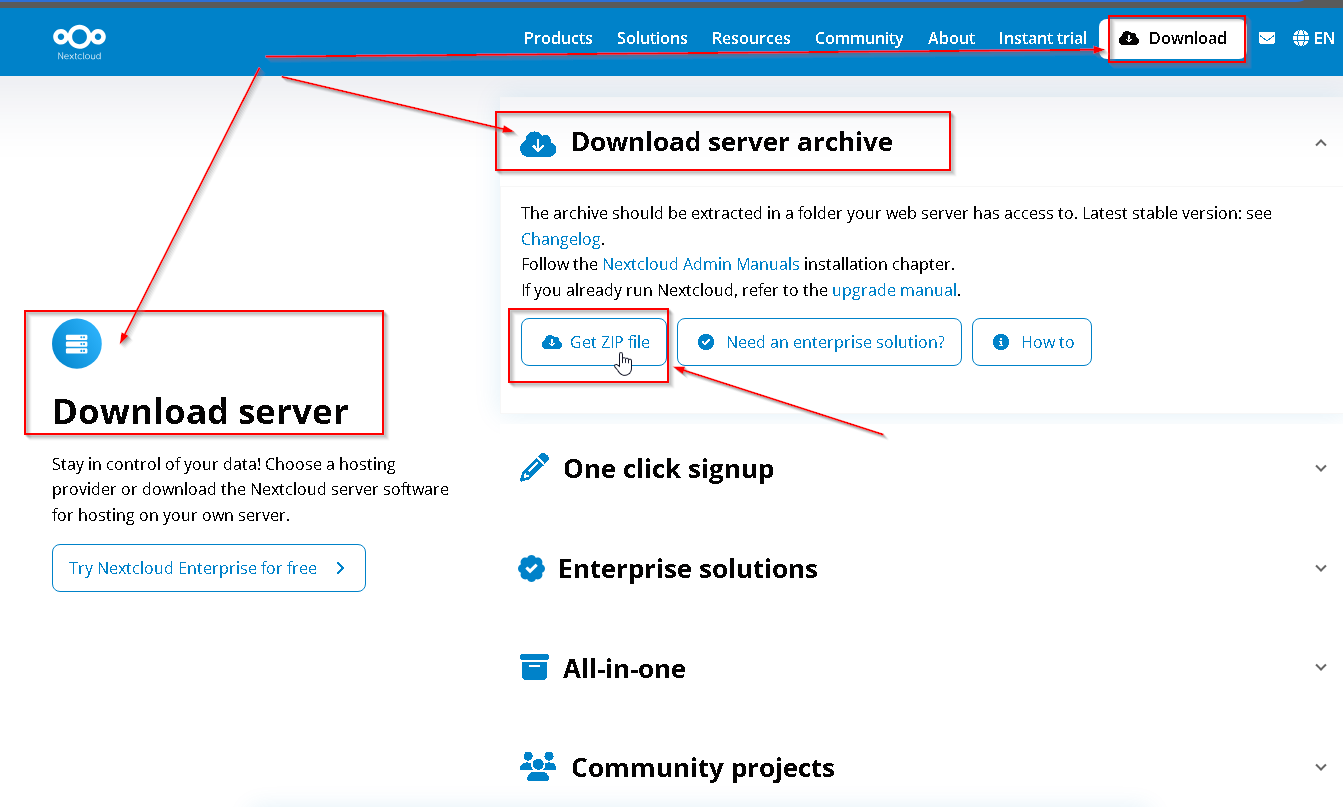 Nextcloud
Products Solutions Resources Community About Instant trial Download EN
Download server archive
The archive should be extracted in a folder your web server has access to. Latest stable version: see
Changelog.
Follow the Nextcloud Admin Manuals installation chapter.
If you already run Nextcloud, refer to the upgrade manual.
Get ZIP file Need an enterprise solution? How to
Download server
Stay in control of your data! Choose a hosting
provider or download the Nextcloud server software
for hosting on your own server.
Try Nextcloud Enterprise for free
One click signup
Enterprise solutions
All-in-one
Community projects